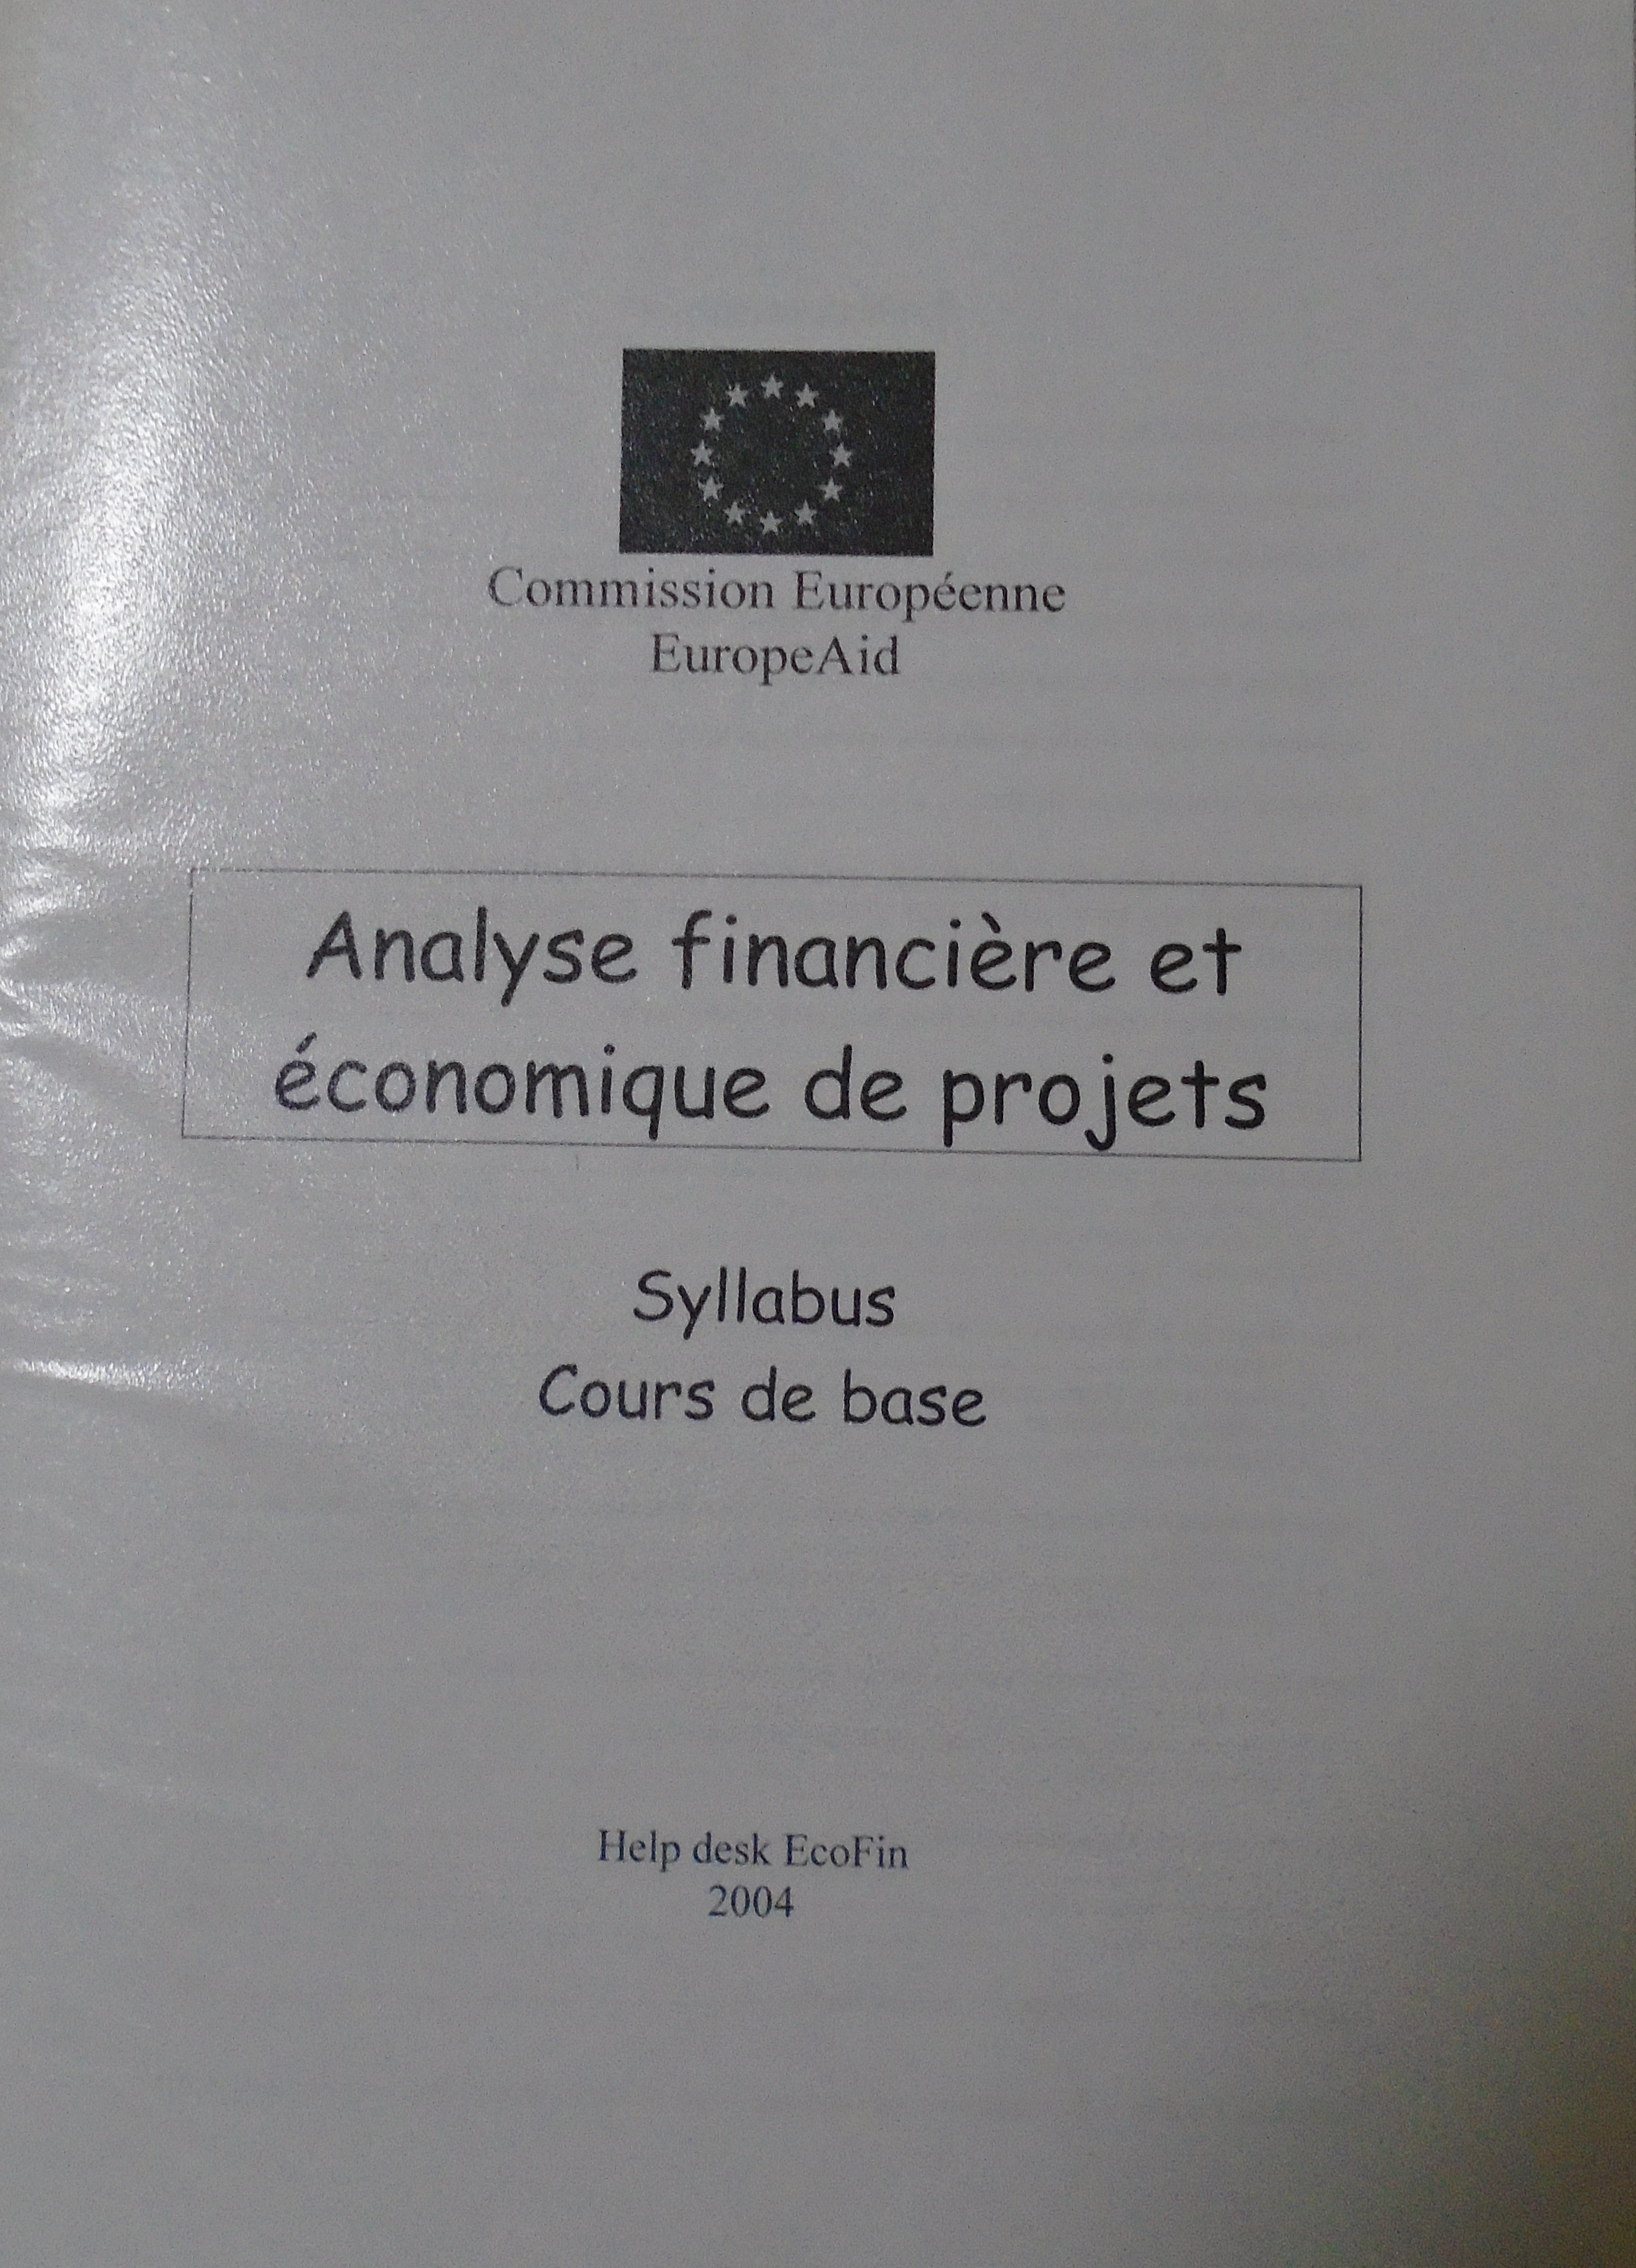 Commission Européenne
EuropeAid
Analyse financière et
économique de projets
Syllabus
Cours de base
Help desk EcoFin
2004